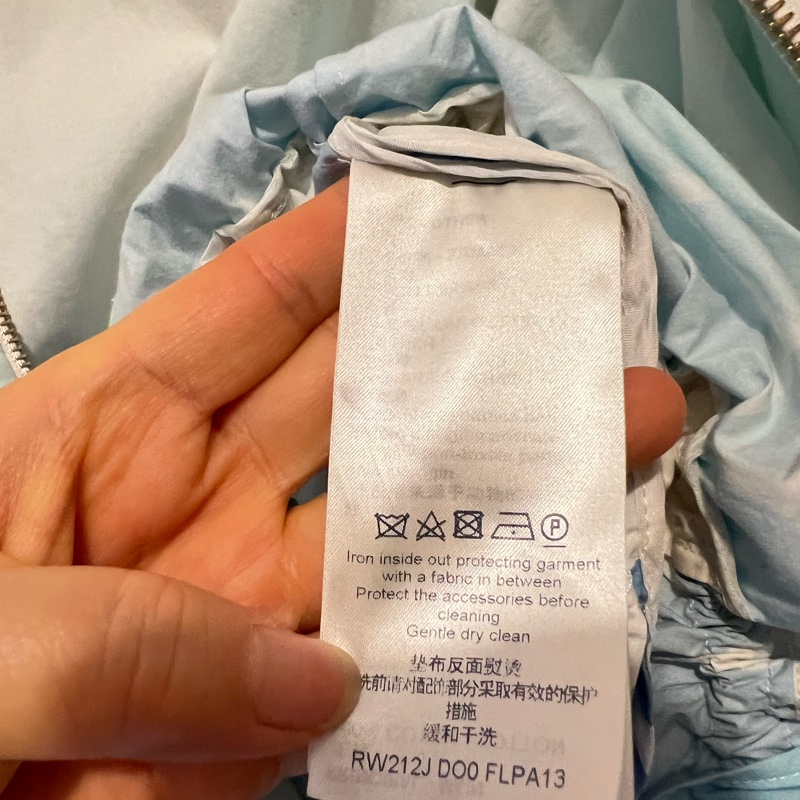 P
Iron inside out protecting garment
with a fabric in between
Protect the accessories before
cleaning
Gentle dry clean
垫布反面熨烫
洗前请对配饰部分采取有效的保护
措施
缓和干洗
RW212J DO0 FLPA13